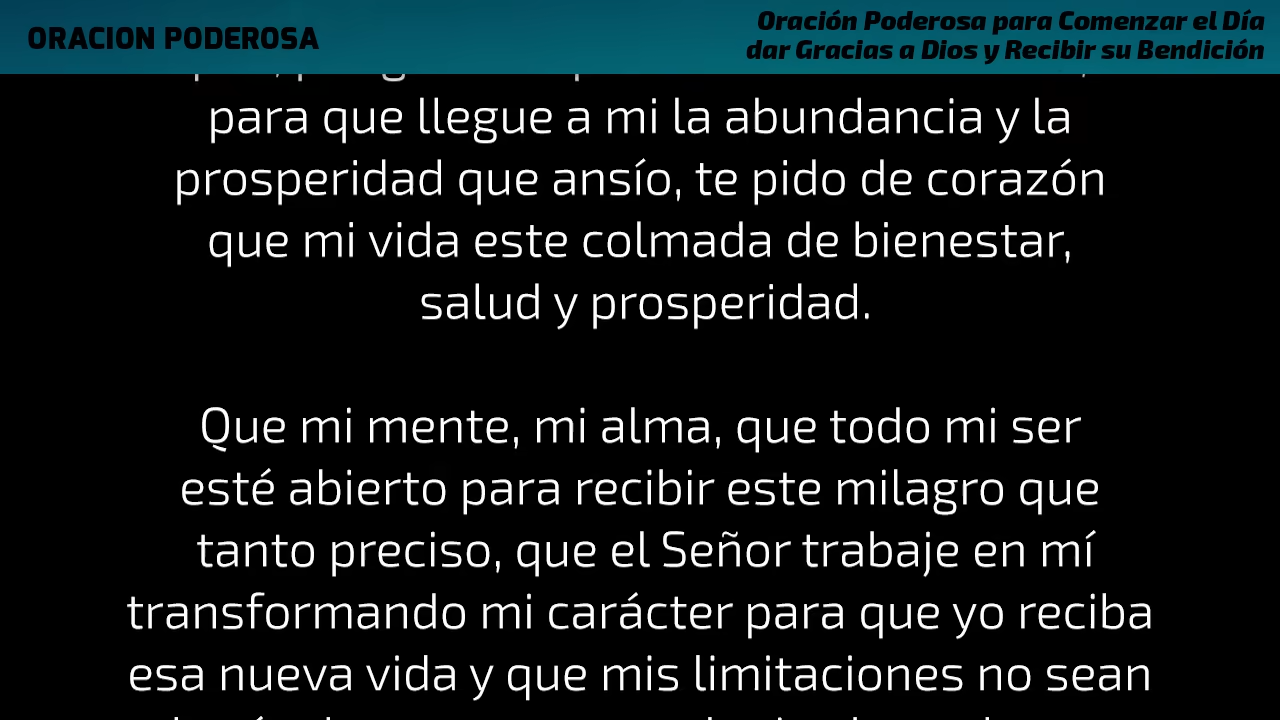 ORACION PODEROSA
Oración Poderosa para Comenzar el Día
dar Gracias a Dios y Recibir su Bendición
para que llegue a mi la abundancia y la
prosperidad que ansío, te pido de corazón
que mi vida este colmada de bienestar,
salud y prosperidad.
Que mi mente, mi alma, que todo mi ser
esté abierto para recibir este milagro que
tanto preciso, que el Señor trabaje en mí
transformando mi carácter para que yo reciba
esa nueva vida y que mis limitaciones no sean